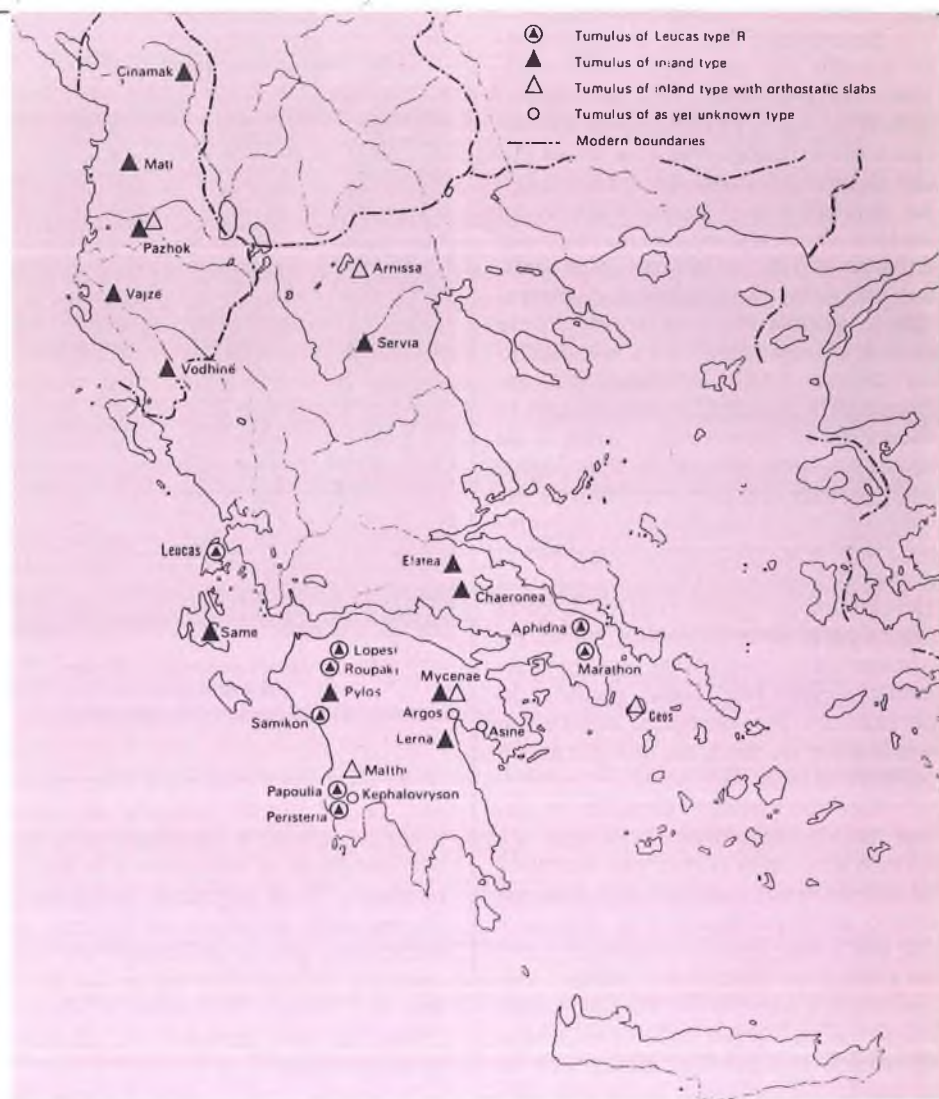 Tumulus of Leucas type R
Tumulus of inland type
Tumulus of inland type with orthostatic slabs
Tumulus of as yet unknown type
Modern boundaries
Cinamak
Mati
Pazhok
Arnissa
Vajzë
Servia
Vodhinë
Leucas
Elatea
Chaeronea
Same
Aphidna
Lopesi
Marathon
Roupaki
Pylos
Mycenae
Samikon
Argos
Ceos
Asine
Lerna
Malthi
Papoulia
Kephalovryson
Peristeria